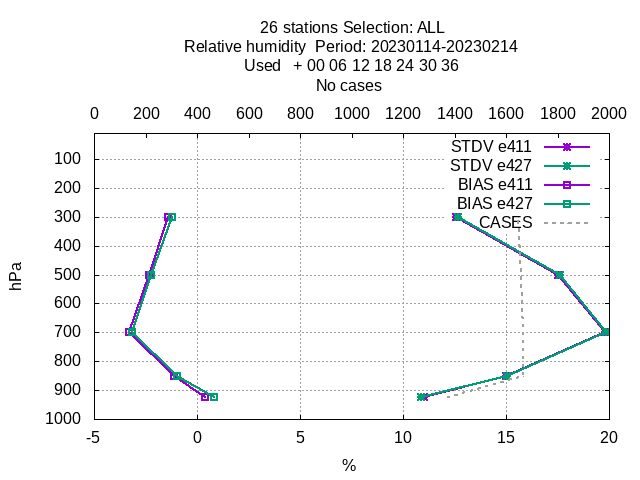 26 stations Selection: ALL
Relative humidity  Period: 20230114-20230214
Used   + 00 06 12 18 24 30 36
No cases
0 200 400 600 800 1000 1200 1400 1600 1800 2000
STDV e411
STDV e427
BIAS e411
BIAS e427
CASES
100
200
300
400
500
600
700
800
900
1000
hPa
-5 0 5 10 15 20
%